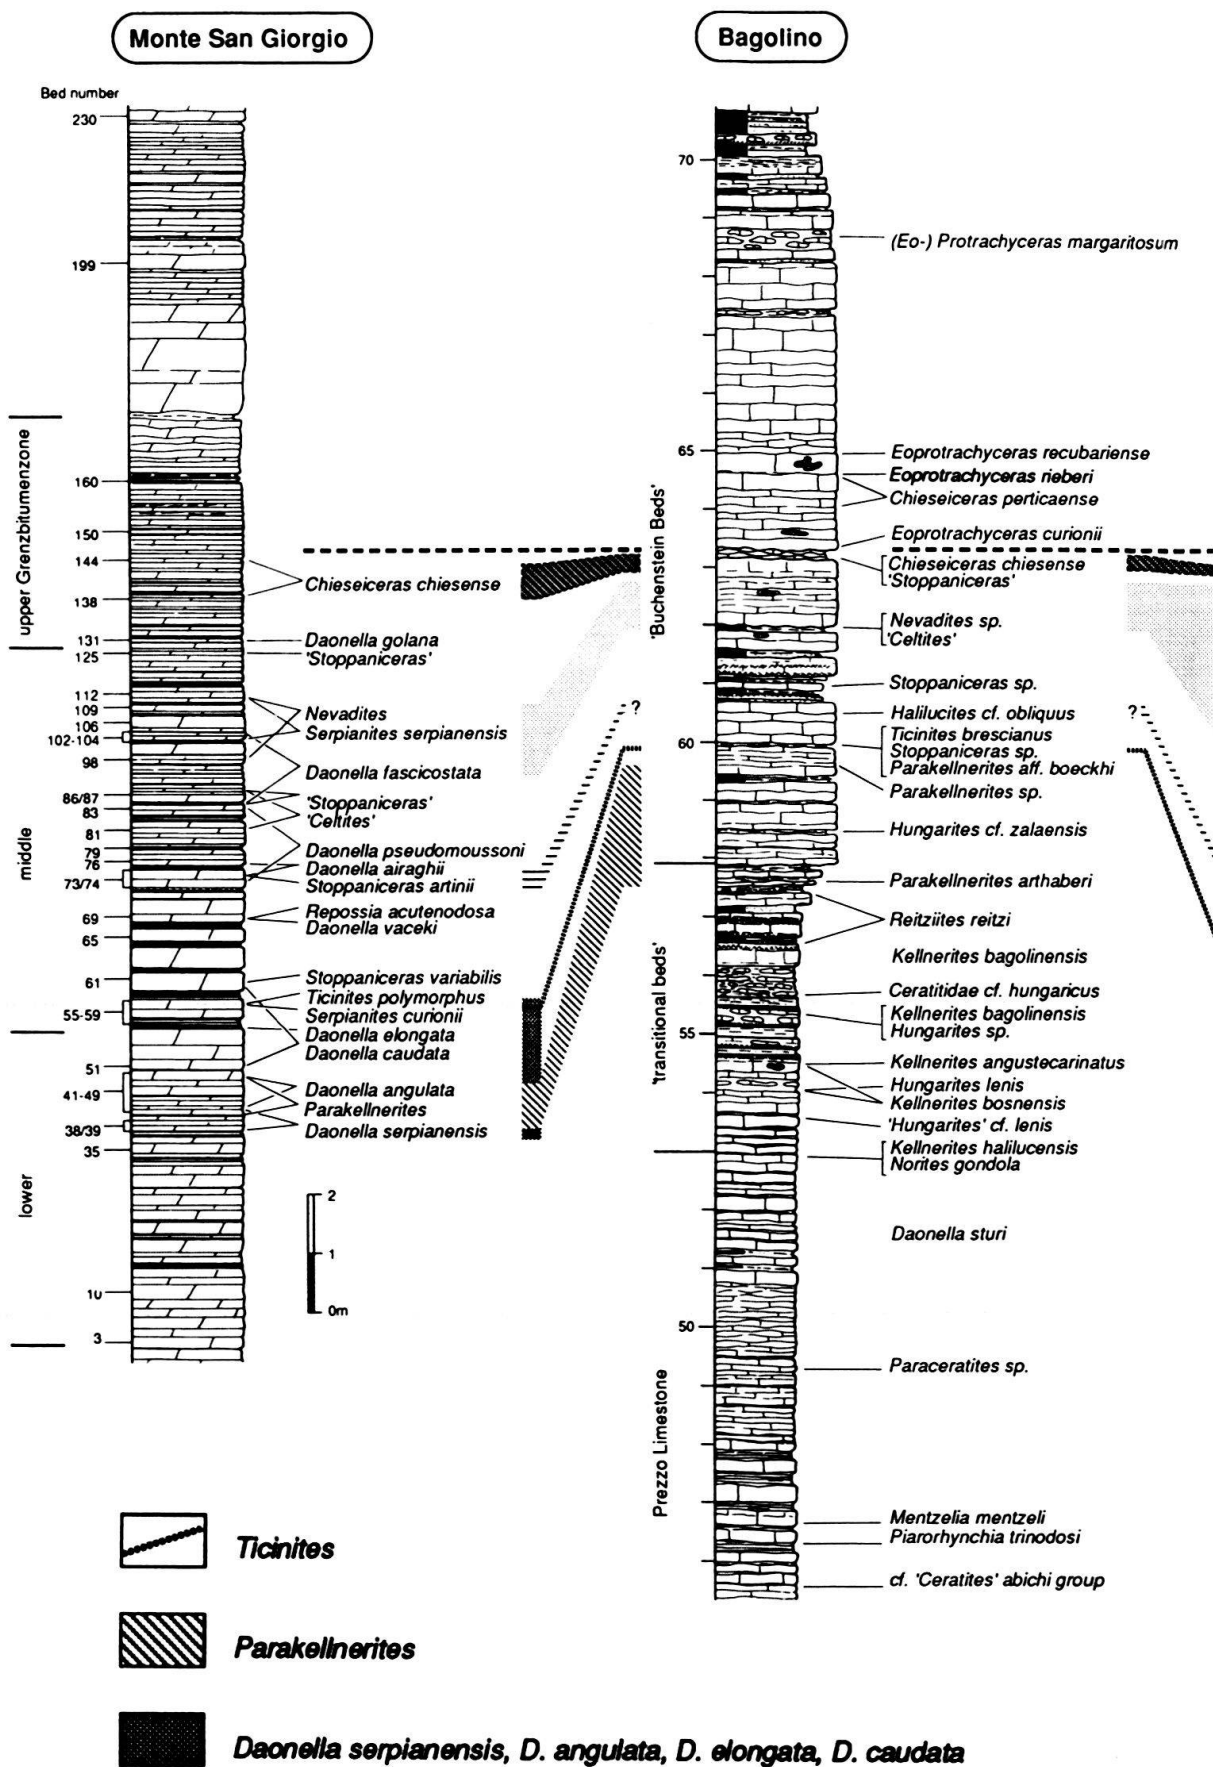 Monte San Giorgio
Bagolino
Bed number
230
199
160
150
144
138
131
125
112
109
106
102-104
98
86/87
83
81
79
76
73/74
69
65
61
55-59
51
41-49
38/39
35
10
3
upper Grenzbitumenzone
middle
lower
Chieseiceras chiesense
Daonella golana
'Stoppaniceras'
Nevadites
Serpianites serpianensis
Daonella fascicostata
'Stoppaniceras'
'Celtites'
Daonella pseudomoussoni
Daonella airaghii
Stoppaniceras artinii
Repossia acutenodosa
Daonella vaceki
Stoppaniceras variabilis
Ticinites polymorphus
Serpianites curionii
Daonella elongata
Daonella caudata
Daonella angulata
Parakellnerites
Daonella serpianensis
2
1
0m
?
70
65
60
55
50
'Buchenstein Beds'
'transitional beds'
Prezzo Limestone
(Eo-) Protrachyceras margaritosum
Eoprotrachyceras recubariense
Eoprotrachyceras rieberi
Chieseiceras perticaense
Eoprotrachyceras curionii
Chieseiceras chiesense
'Stoppaniceras'
Nevadites sp.
'Celtites'
Stoppaniceras sp.
Halilucites cf. obliquus
?
Ticinites brescianus
Stoppaniceras sp.
Parakellnerites aff. boeckhi
Parakellnerites sp.
Hungarites cf. zalaensis
Parakellnerites arthaberi
Reitziites reitzi
Kellnerites bagolinensis
Ceratitidae cf. hungaricus
Kellnerites bagolinensis
Hungarites sp.
Kellnerites angustecarinatus
Hungarites lenis
Kellnerites bosnensis
'Hungarites' cf. lenis
Kellnerites halilucensis
Norites gondola
Daonella sturi
Paraceratites sp.
Mentzelia mentzeli
Piarorhynchia trinodosi
cf. 'Ceratites' abichi group
Ticinites
Parakellnerites
Daonella serpianensis, D. angulata, D. elongata, D. caudata